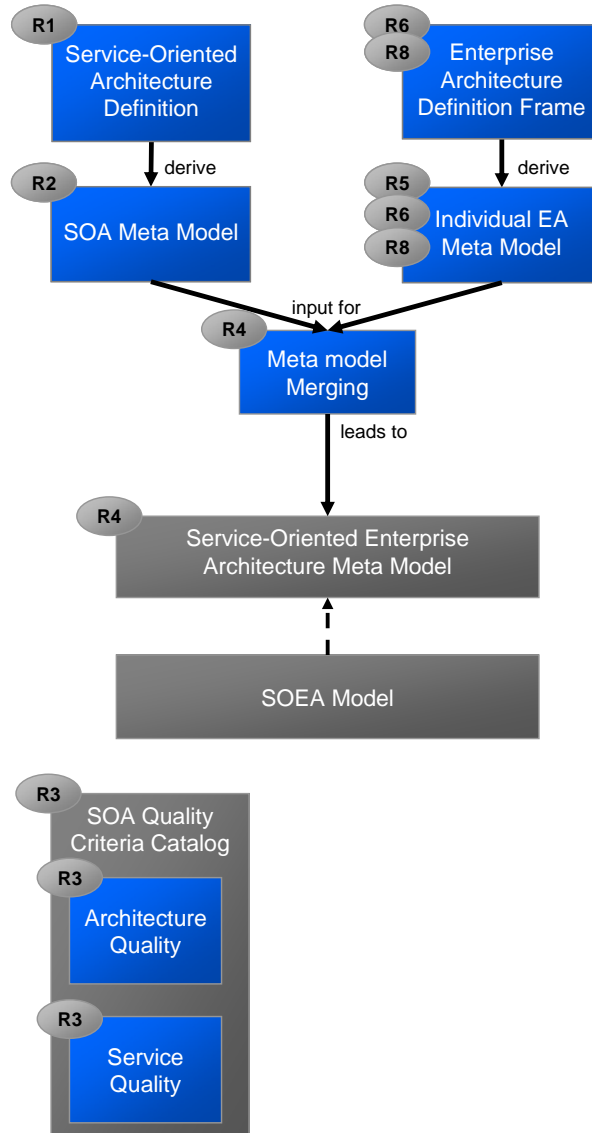 R1
Service-Oriented
Architecture
Definition
R6
R8
Enterprise
Architecture
Definition Frame
derive
derive
R2
SOA Meta Model
R5
R6
R8
Individual EA
Meta Model
input for
R4
Meta model
Merging
leads to
R4
Service-Oriented Enterprise
Architecture Meta Model
SOEA Model
R3
SOA Quality
Criteria Catalog
R3
Architecture
Quality
R3
Service
Quality